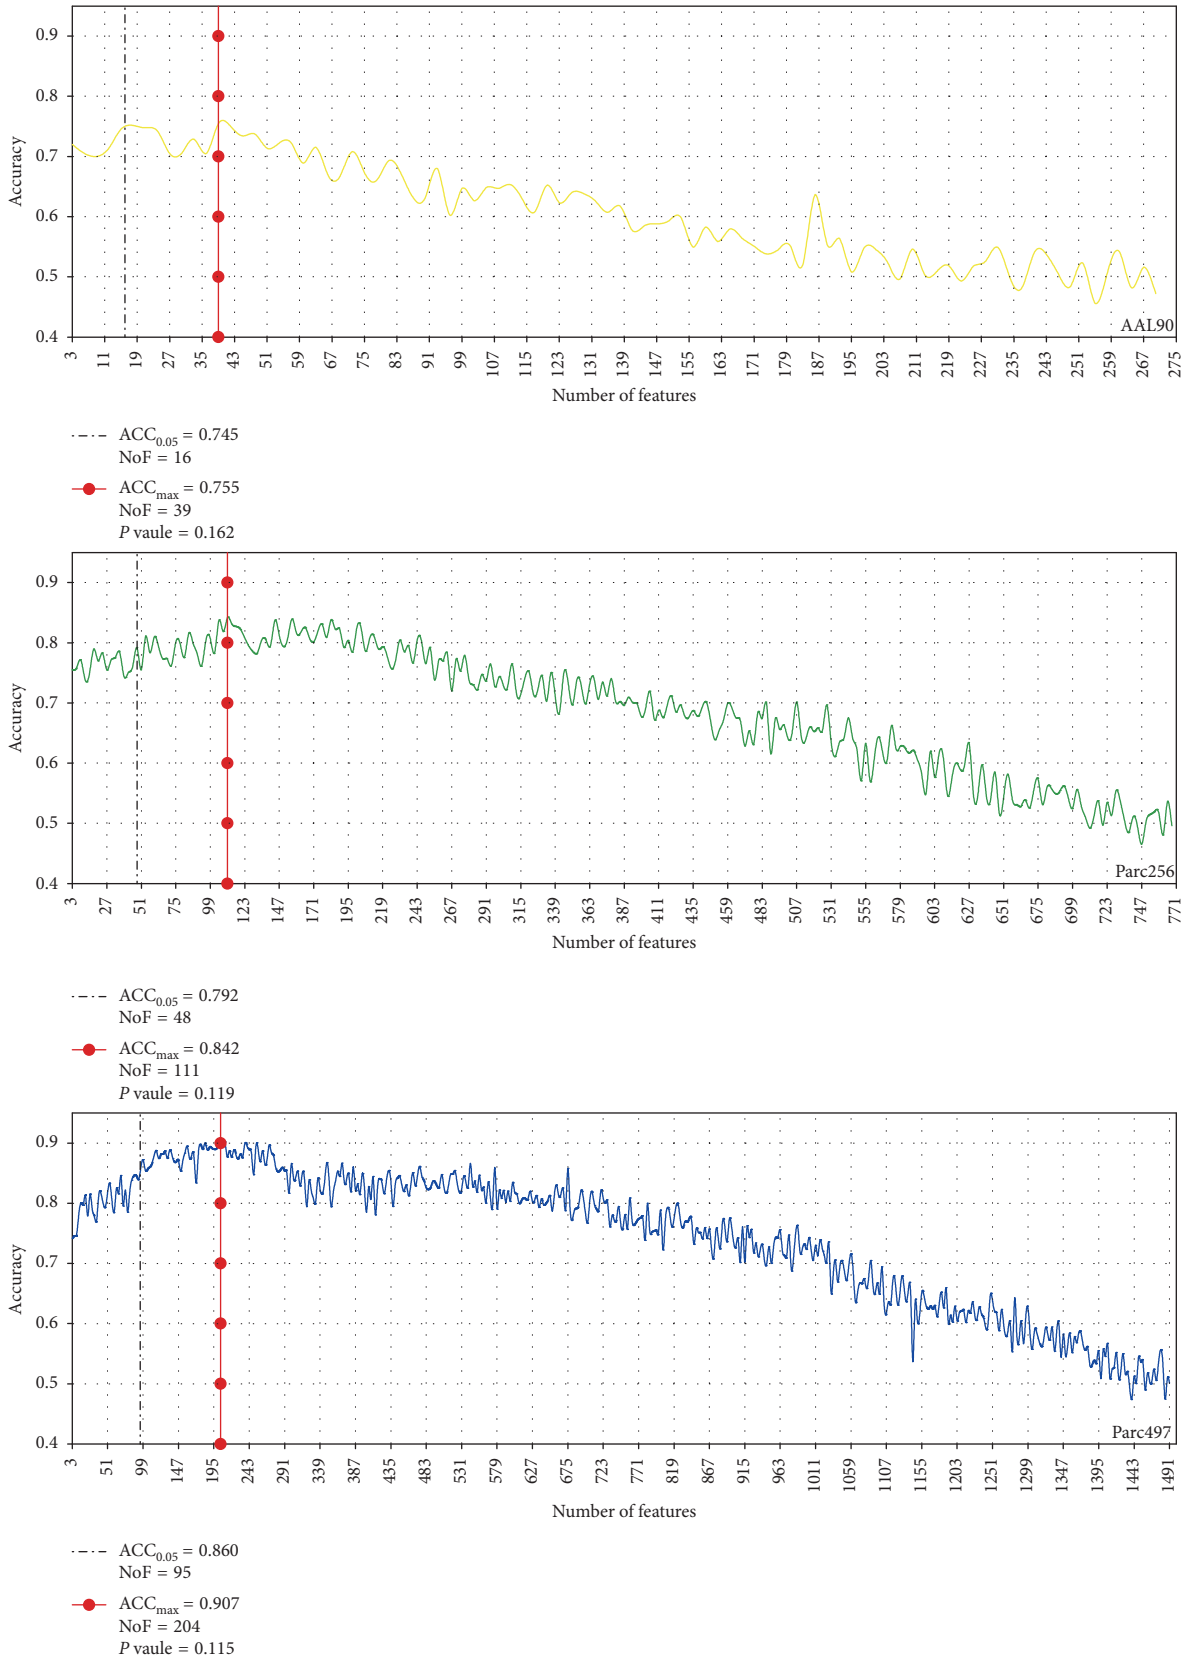 0.9
0.8
0.7
0.6
0.5
0.4
Accuracy
AAL90
3 11 19 27 35 43 51 59 67 75 83 91 99 107 115 123 131 139 147 155 163 171 179 187 195 203 211 219 227 235 243 251 259 267 275
Number of features
ACC0.05 = 0.745
NoF = 16
ACCmax = 0.755
NoF = 39
P vaule = 0.162
0.9
0.8
0.7
0.6
0.5
0.4
Accuracy
Parc256
3 27 51 75 99 123 147 171 195 219 243 267 291 315 339 363 387 411 435 459 483 507 531 555 579 603 627 651 675 699 723 747 771
Number of features
ACC0.05 = 0.792
NoF = 48
ACCmax = 0.842
NoF = 111
P vaule = 0.119
0.9
0.8
0.7
0.6
0.5
0.4
Accuracy
Parc497
3 51 99 147 195 243 291 339 387 435 483 531 579 627 675 723 771 819 867 915 963 1011 1059 1107 1155 1203 1251 1299 1347 1395 1443 1491
Number of features
ACC0.05 = 0.860
NoF = 95
ACCmax = 0.907
NoF = 204
P vaule = 0.115